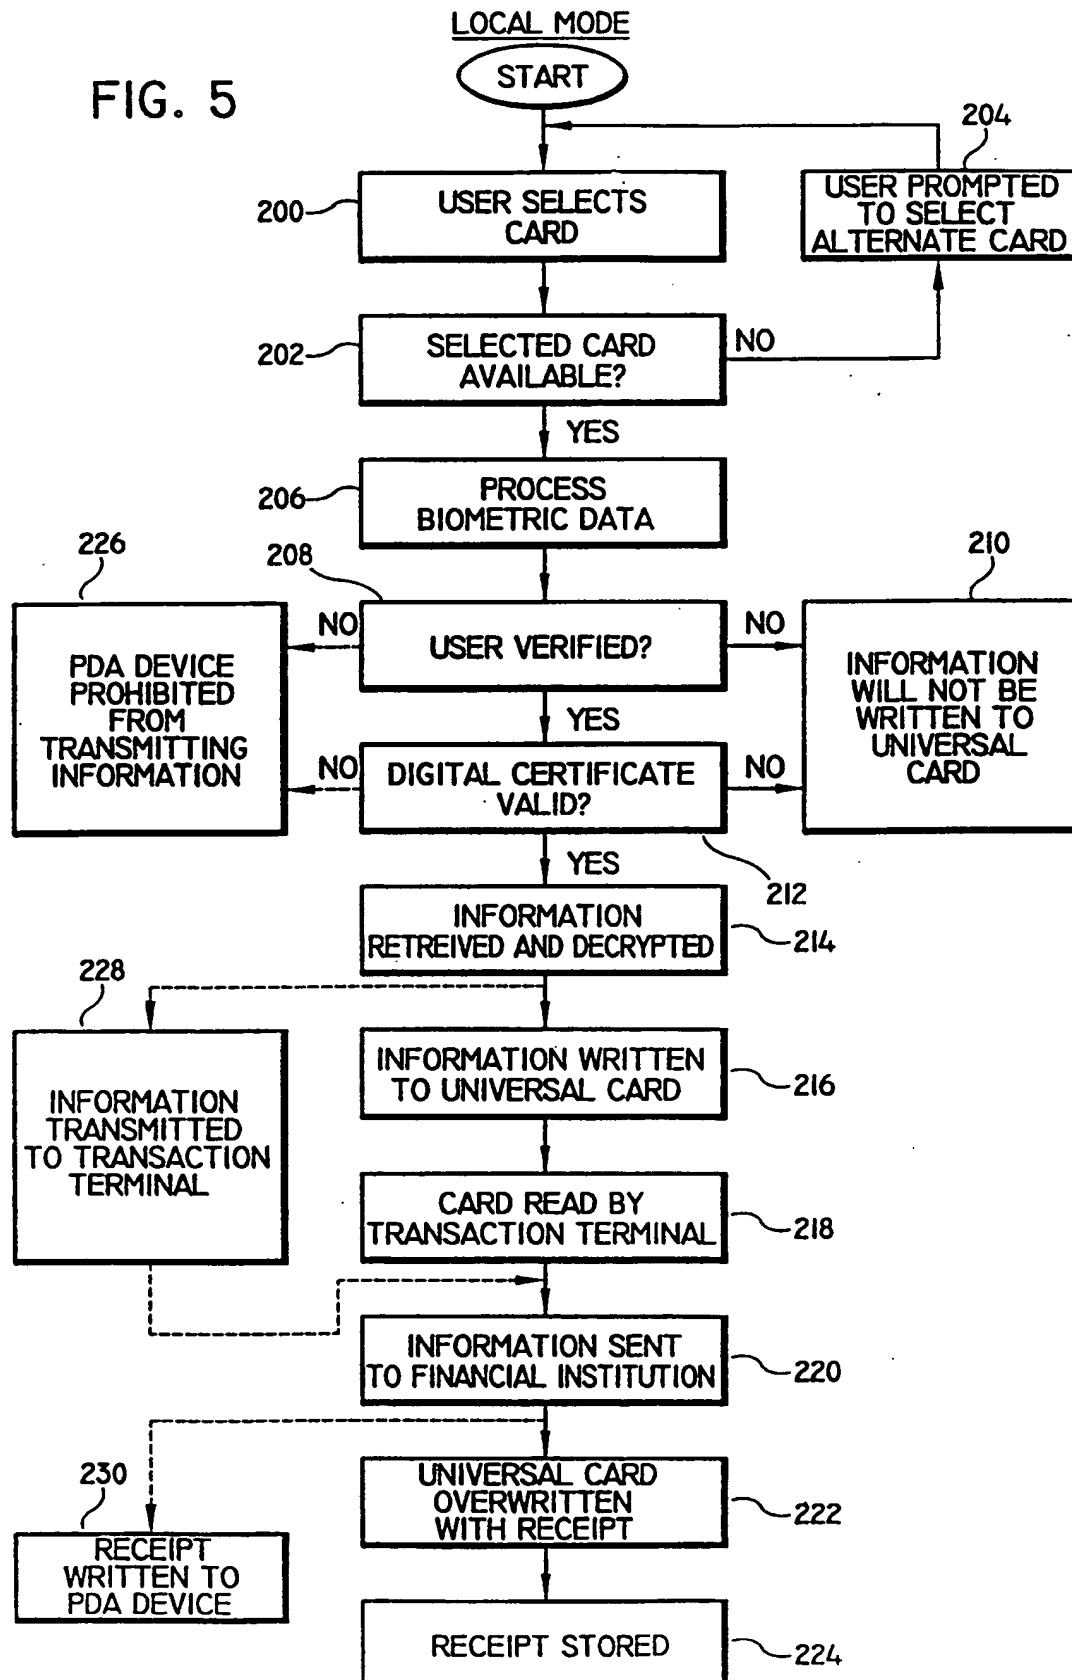 LOCAL MODE
FIG. 5
START
204
200
USER SELECTS
CARD
USER PROMPTED
TO SELECT
ALTERNATE CARD
202
SELECTED CARD
AVAILABLE?
NO
YES
206
PROCESS
BIOMETRIC DATA
226
208
210
NO
USER VERIFIED?
NO
PDA DEVICE
PROHIBITED
FROM
TRANSMITTING
INFORMATION
INFORMATION
WILL NOT BE
WRITTEN TO
UNIVERSAL
CARD
YES
NO
DIGITAL CERTIFICATE
VALID?
NO
YES
212
INFORMATION
RETREIVED AND DECRYPTED
214
228
INFORMATION WRITTEN
TO UNIVERSAL CARD
216
INFORMATION
TRANSMITTED
TO TRANSACTION
TERMINAL
CARD READ BY
TRANSACTION TERMINAL
218
INFORMATION SENT
TO FINANCIAL INSTITUTION
220
230
UNIVERSAL CARD
OVERWRITTEN
WITH RECEIPT
222
RECEIPT
WRITTEN TO
PDA DEVICE
RECEIPT STORED
224